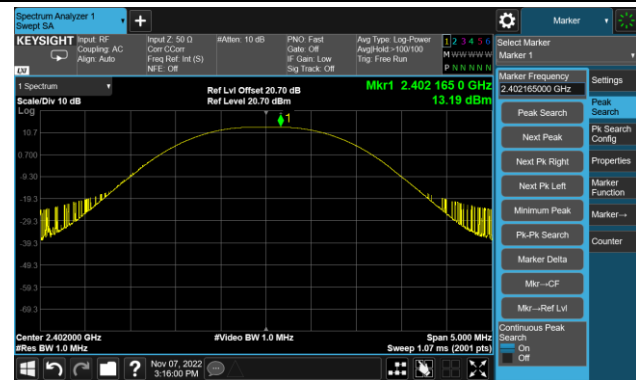 Spectrum Analyzer 1
Swept SA
Marker
KEYSIGHT
Input: RF
Coupling: AC
Align: Auto
Input Z: 50 Ω
Corr CCorr
Freq Ref: Int (S)
NFE: Off
#Atten: 10 dB
PNO: Fast
Gate: Off
IF Gain: Low
Sig Track: Off
Avg Type: Log-Power
Avg|Hold:>100/100
Trig: Free Run
1 2 3 4 5 6
M W W W W W
P N N N N N
LXI
Select Marker
Marker 1
1 Spectrum
Scale/Div 10 dB
Log
Ref Lvl Offset 20.70 dB
Ref Level 20.70 dBm
Mkr1 2.402 165 0 GHz
13.19 dBm
1
10.7
0.700
-9.30
-19.3
-29.3
-39.3
-49.3
-59.3
-69.3
Center 2.402000 GHz
#Res BW 1.0 MHz
#Video BW 1.0 MHz
Span 5.000 MHz
Sweep 1.07 ms (2001 pts)
Marker Frequency
2.402165000 GHz
Peak Search
Next Peak
Next Pk Right
Next Pk Left
Minimum Peak
Pk-Pk Search
Marker Delta
Mkr→CF
Mkr→Ref Lvl
Continuous Peak
Search
On
Off
Settings
Peak
Search
Pk Search
Config
Properties
Marker
Function
Marker→
Counter
?
Nov 07, 2022
3:16:00 PM